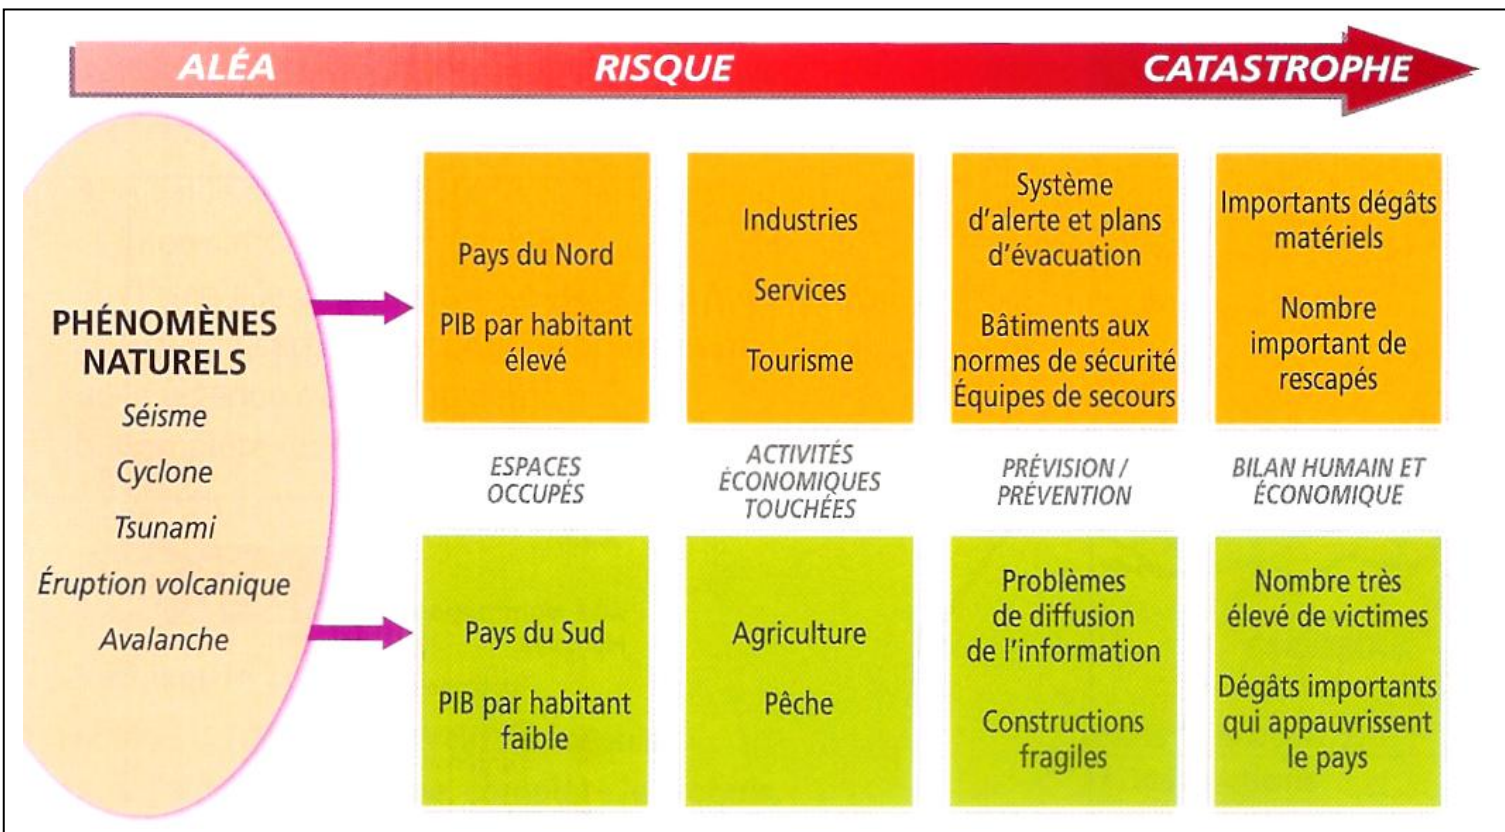 ALÉA
RISQUE
CATASTROPHE
PHÉNOMÈNES
NATURELS
Séisme
Cyclone
Tsunami
Éruption volcanique
Avalanche
Pays du Nord
PIB par habitant
élevé
Industries
Services
Tourisme
Système
d'alerte et plans
d'évacuation
Bâtiments aux
normes de sécurité
Équipes de secours
Importants dégâts
matériels
Nombre
important de
rescapés
ESPACES
OCCUPÉS
ACTIVITÉS
ÉCONOMIQUES
TOUCHÉES
PRÉVISION /
PRÉVENTION
BILAN HUMAIN ET
ÉCONOMIQUE
Pays du Sud
PIB par habitant
faible
Agriculture
Pêche
Problèmes
de diffusion
de l'information
Constructions
fragiles
Nombre très
élevé de victimes
Dégâts importants
qui appauvrissent
le pays